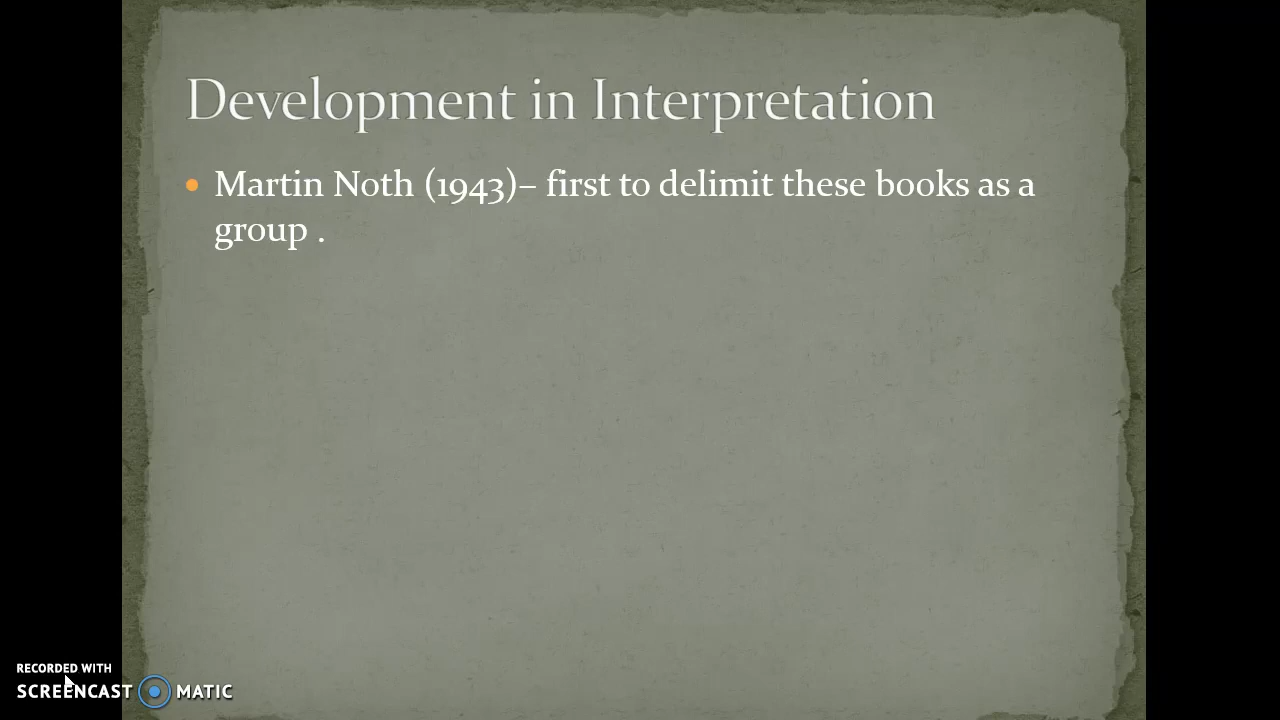 Development in Interpretation
Martin Noth (1943)– first to delimit these books as a
group .
RECORDED WITH
SCREENCAST MATIC